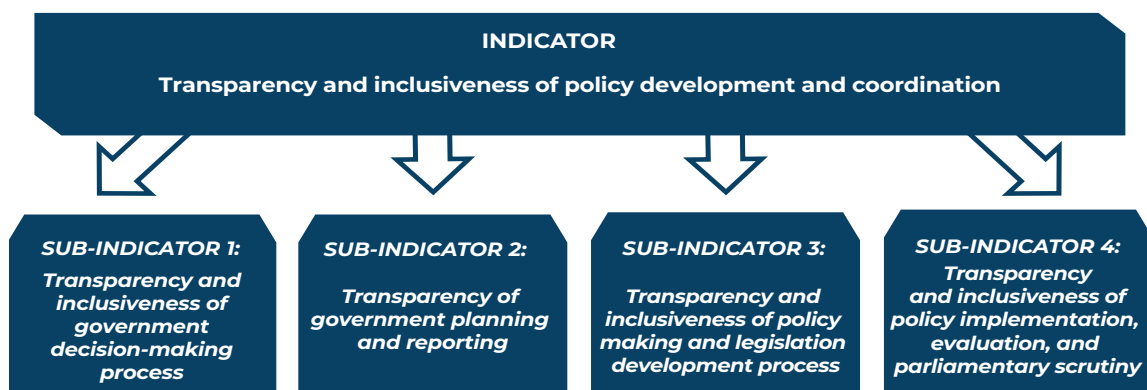 INDICATOR
Transparency and inclusiveness of policy development and coordination
SUB-INDICATOR 1:
Transparency and
inclusiveness of
government
decision-making
process
SUB-INDICATOR 2:
Transparency of
government planning
and reporting
SUB-INDICATOR 3:
Transparency and
inclusiveness of policy
making and legislation
development process
SUB-INDICATOR 4:
Transparency
and inclusiveness of
policy implementation,
evaluation, and
parliamentary scrutiny